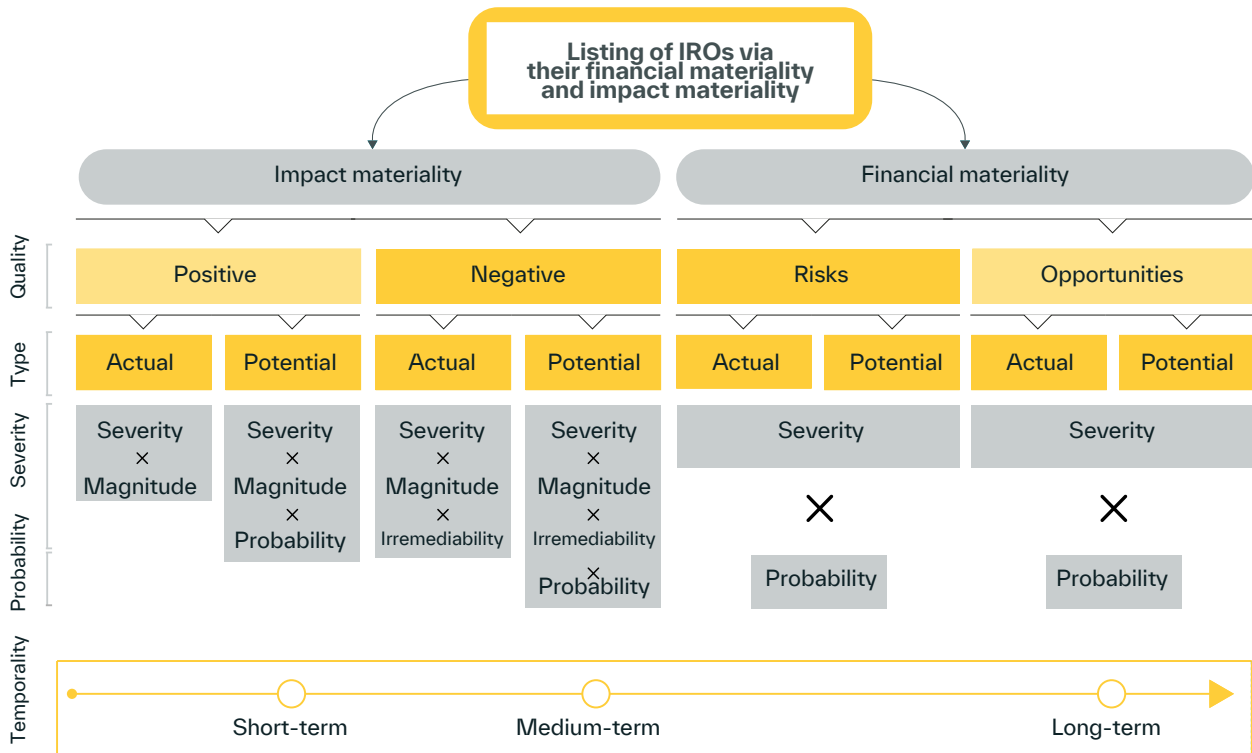 Listing of IROs via
their financial materiality
and impact materiality
Impact materiality
Financial materiality
Quality
Positive
Negative
Risks
Opportunities
Type
Actual
Potential
Actual
Potential
Actual
Potential
Actual
Potential
Severity
Severity
×
Magnitude
Severity
×
Magnitude
×
Probability
Severity
×
Magnitude
×
Irremediability
Severity
×
Magnitude
×
Irremediability
×
Probability
Severity
×
Probability
Severity
×
Probability
Probability
Temporality
Short-term
Medium-term
Long-term